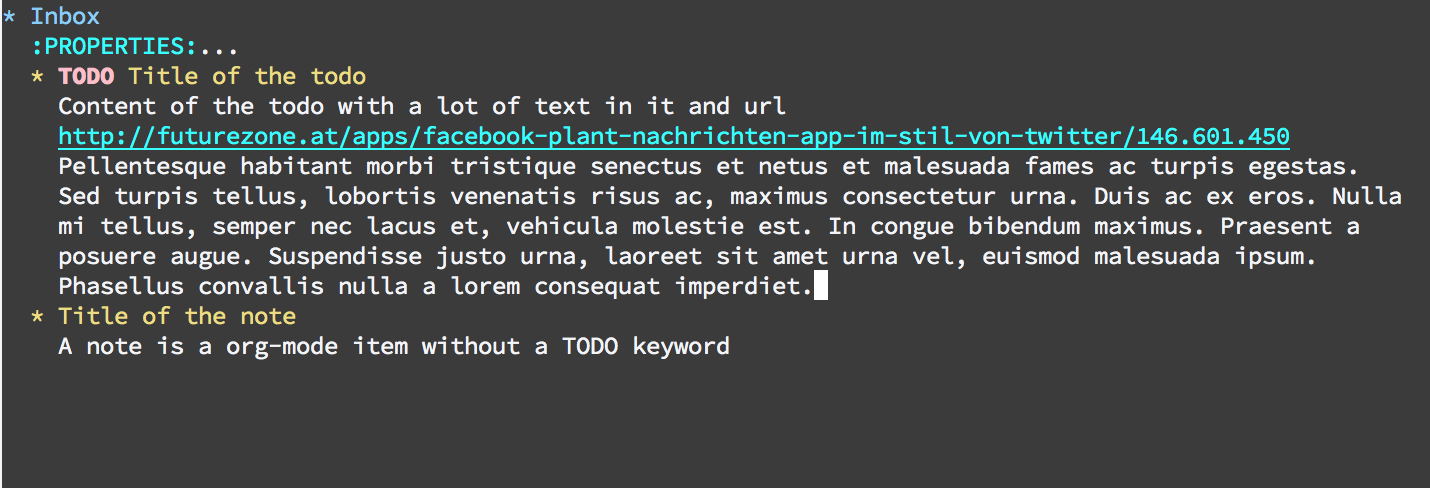 * Inbox
:PROPERTIES:...
* TODO Title of the todo
Content of the todo with a lot of text in it and url
http://futurezone.at/apps/facebook-plant-nachrichten-app-im-stil-von-twitter/146.601.450
Pellentesque habitant morbi tristique senectus et netus et malesuada fames ac turpis egestas.
Sed turpis tellus, lobortis venenatis risus ac, maximus consectetur urna. Duis ac ex eros. Nulla
mi tellus, semper nec lacus et, vehicula molestie est. In congue bibendum maximus. Praesent a
posuere augue. Suspendisse justo urna, laoreet sit amet urna vel, euismod malesuada ipsum.
Phasellus convallis nulla a lorem consequat imperdiet.
* Title of the note
A note is a org-mode item without a TODO keyword